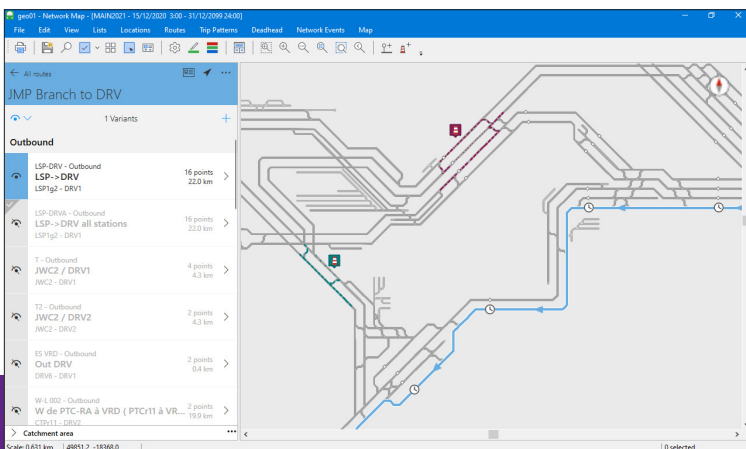 geo01 - Network Map - [MAIN2021 - 15/12/2020 3:00 - 31/12/2099 24:00]
File Edit View Lists Locations Routes Trip Patterns Deadhead Network Events Map
All routes
JMP Branch to DRV
1 Variants
Outbound
LSP-DRV - Outbound
LSP->DRV
LSP1g2 - DRV1
16 points
22.0 km
LSP-DRVA - Outbound
LSP->DRV all stations
LSP1g2 - DRV1
16 points
22.0 km
T - Outbound
JWC2 / DRV1
JWC2 - DRV1
4 points
4.3 km
T2 - Outbound
JWC2 / DRV2
JWC2 - DRV2
2 points
4.3 km
ES VRD - Outbound
Out DRV
DRV6 - DRV1
2 points
0.4 km
W-L 002 - Outbound
W de PTC-RA à VRD ( PTCr11 à VR...
CTPr11 - DRV2
2 points
19.9 km
Catchment area
Scale: 0.631 km 49851.2, -18368.0 0 selected